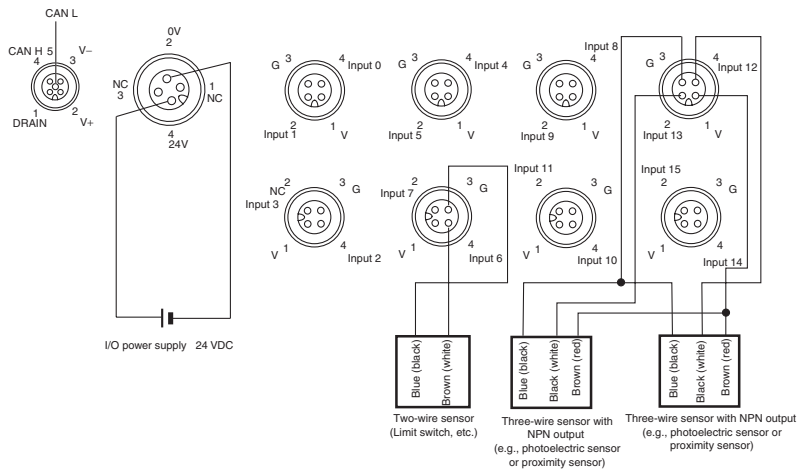 CAN L
CAN H 5 V−
4 3
1 2
DRAIN V+
0V
2
NC
3
1
NC
4
24V
I/O power supply 24 VDC
G 3 4 Input 0
2 1
Input 1 V
G 3 4 Input 4
2 1
Input 5 V
Input 8
G 3 4
2 1
Input 9 V
G 3 4 Input 12
2 1
Input 13 V
NC 2 3 G
Input 3
V 1 4 Input 2
Input 11
2 3 G
Input 7
V 1 4 Input 6
2 3 G
V 1 4
Input 10
Input 15
2 3 G
V 1 4
Input 14
Blue (black)
Brown (white)
Two-wire sensor
(Limit switch, etc.)
Blue (black)
Black (white)
Brown (red)
Three-wire sensor with
NPN output
(e.g., photoelectric sensor
or proximity sensor)
Blue (black)
Black (white)
Brown (red)
Three-wire sensor with NPN output
(e.g., photoelectric sensor or
proximity sensor)